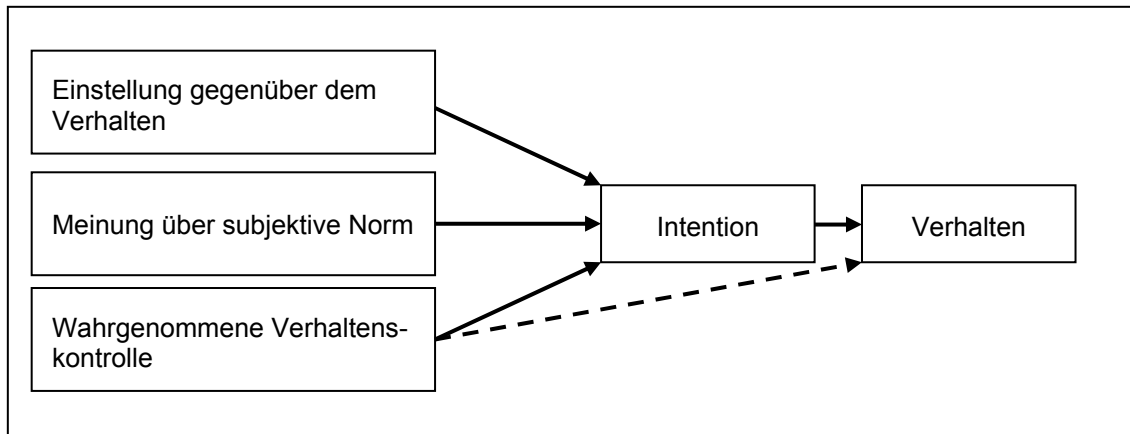 Einstellung gegenüber dem
Verhalten
Meinung über subjektive Norm
Wahrgenommene Verhaltens-
kontrolle
Intention
Verhalten